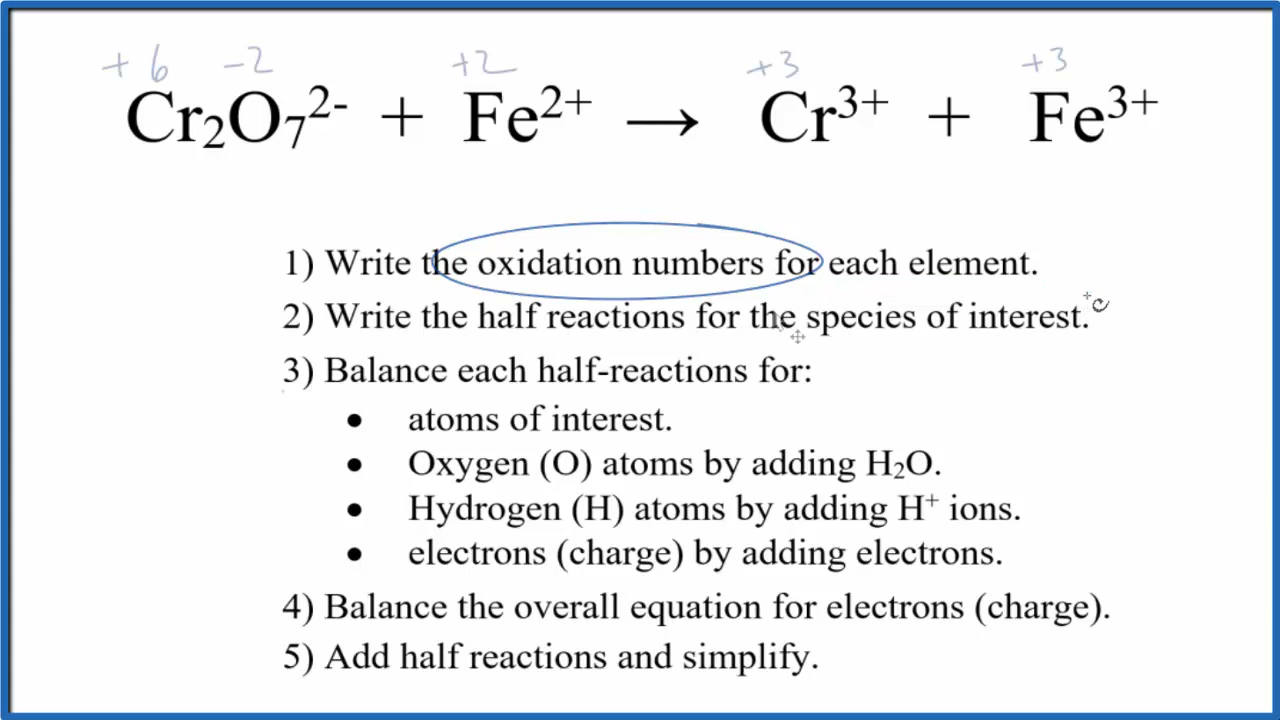 +6 -2 +2 +3 +3
Cr₂O₇²⁻ + Fe²⁺ → Cr³⁺ + Fe³⁺
1) Write the oxidation numbers for each element.
2) Write the half reactions for the species of interest.
3) Balance each half-reactions for:
• atoms of interest.
• Oxygen (O) atoms by adding H₂O.
• Hydrogen (H) atoms by adding H⁺ ions.
• electrons (charge) by adding electrons.
4) Balance the overall equation for electrons (charge).
5) Add half reactions and simplify.